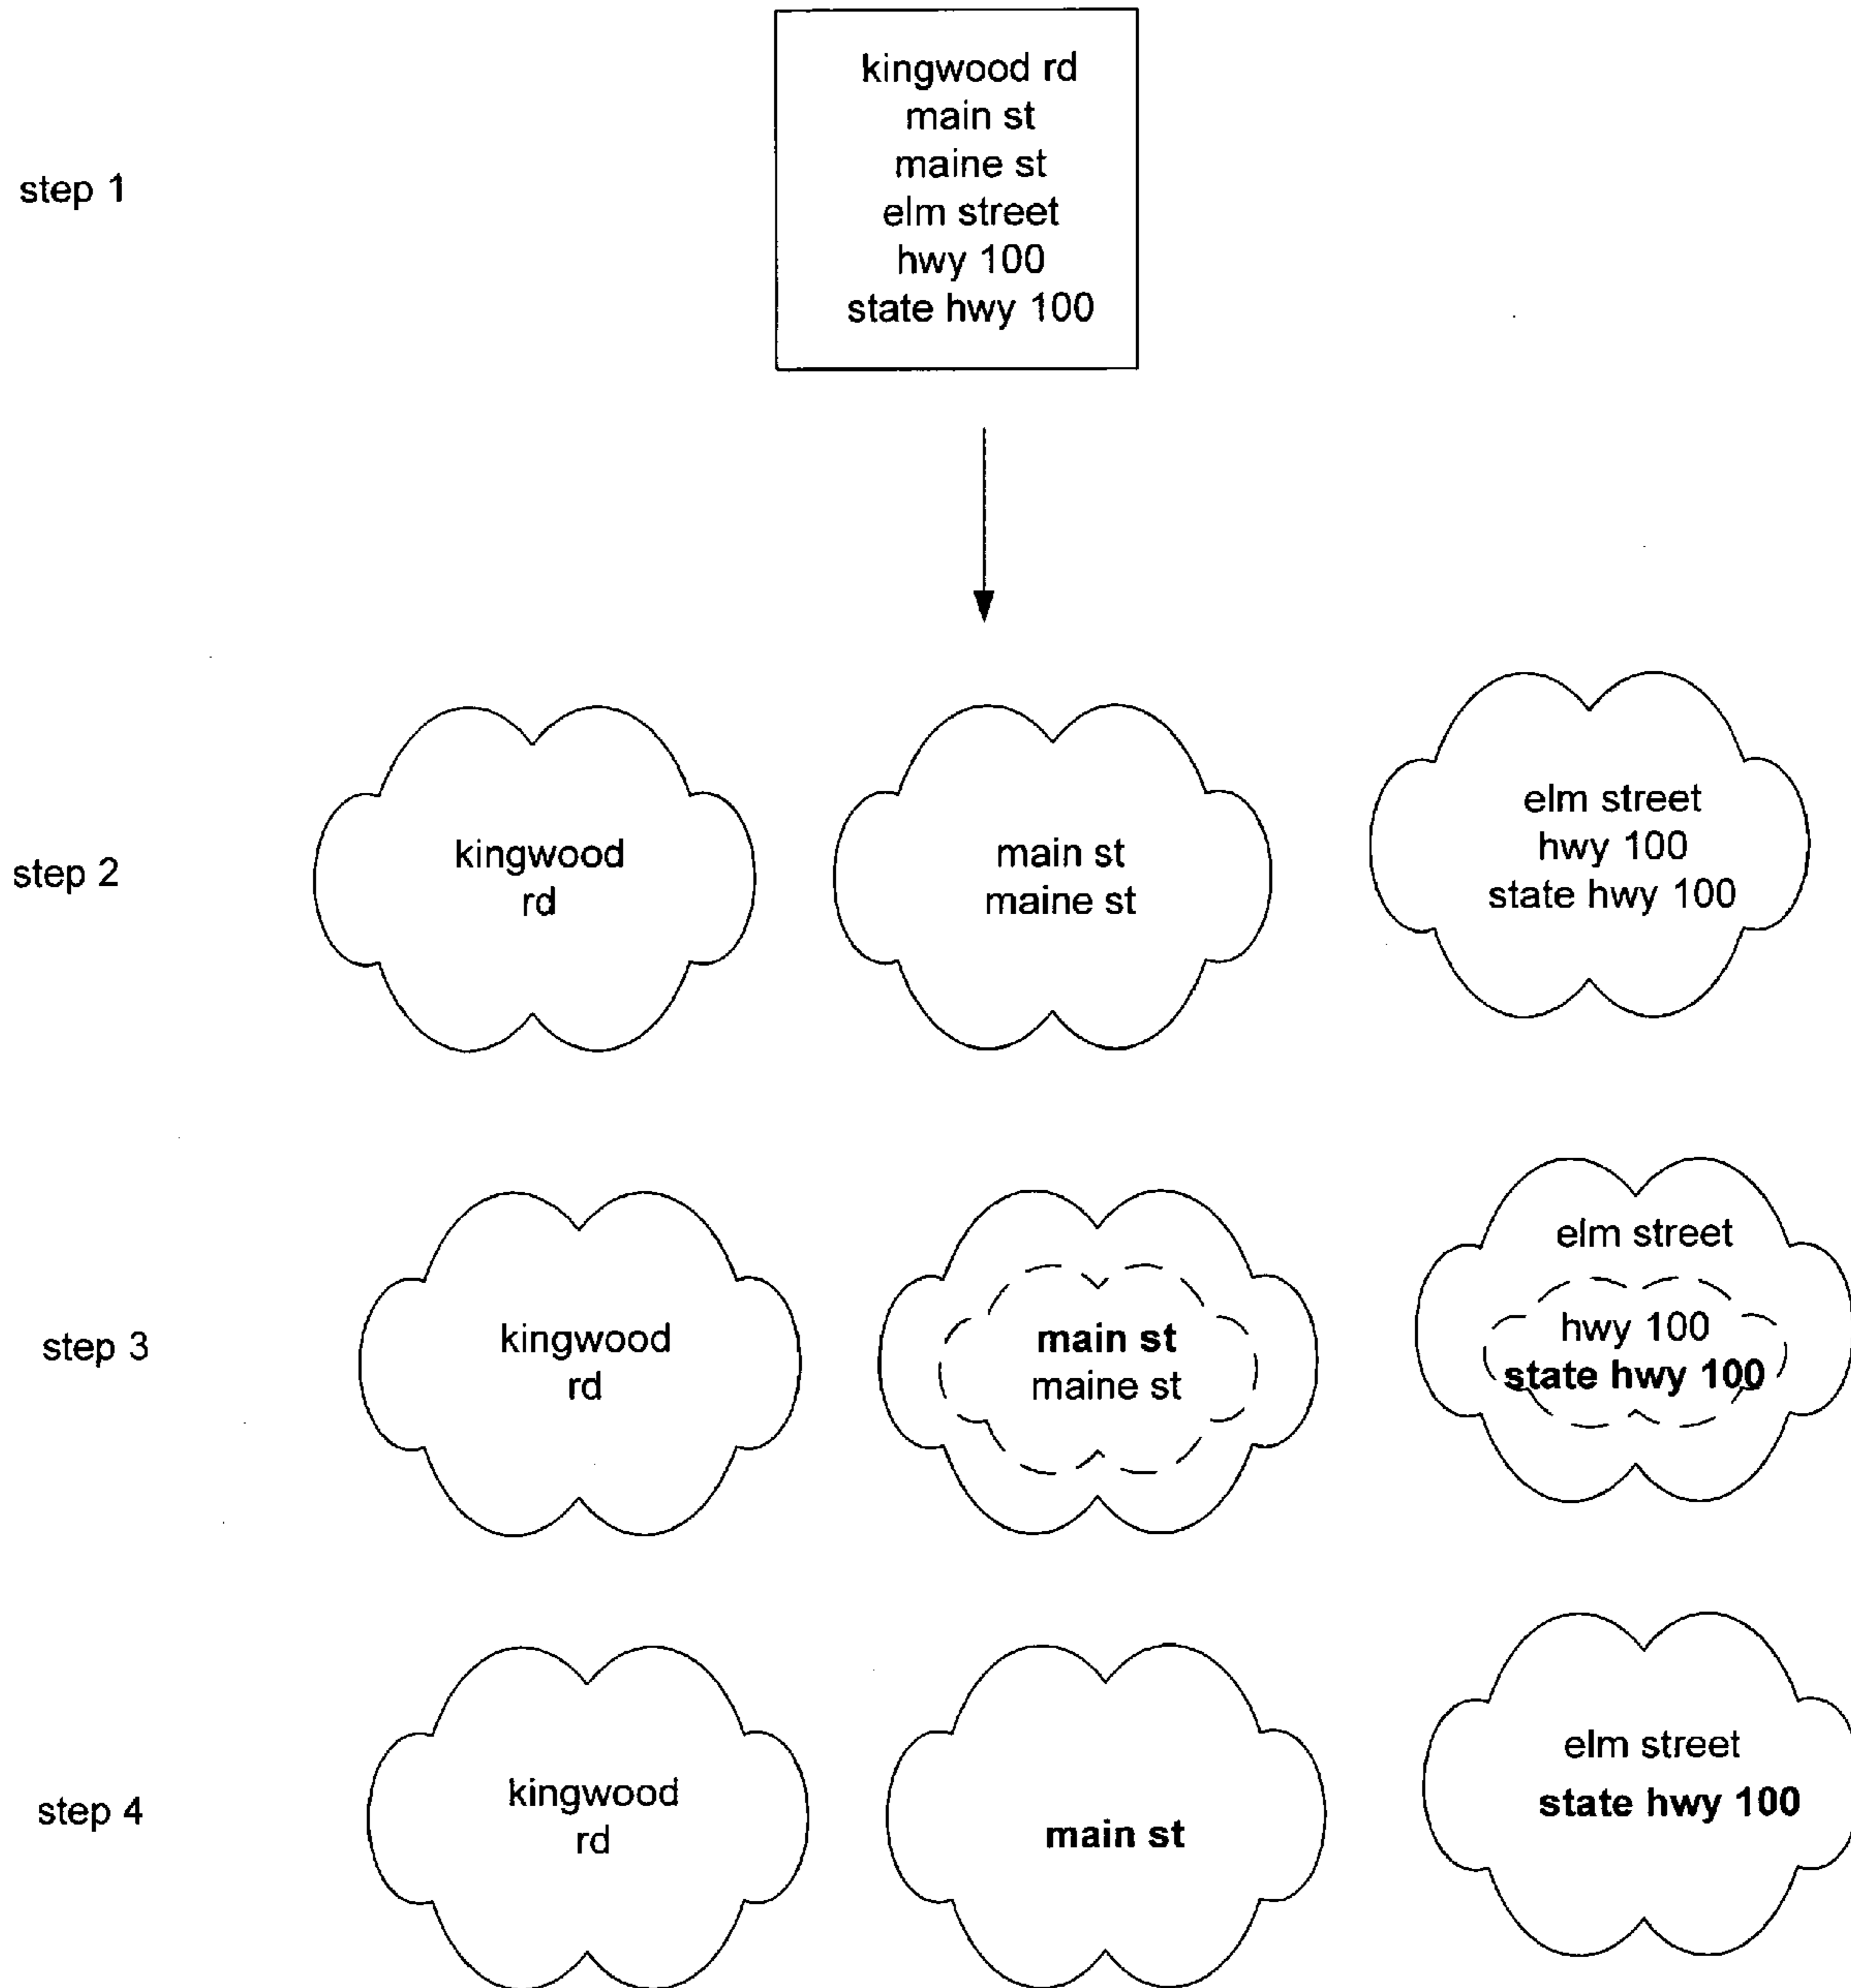 step 1
kingwood rd
main st
maine st
elm street
hwy 100
state hwy 100
step 2
kingwood
rd
main st
maine st
elm street
hwy 100
state hwy 100
step 3
kingwood
rd
main st
maine st
elm street
hwy 100
state hwy 100
step 4
kingwood
rd
main st
elm street
state hwy 100